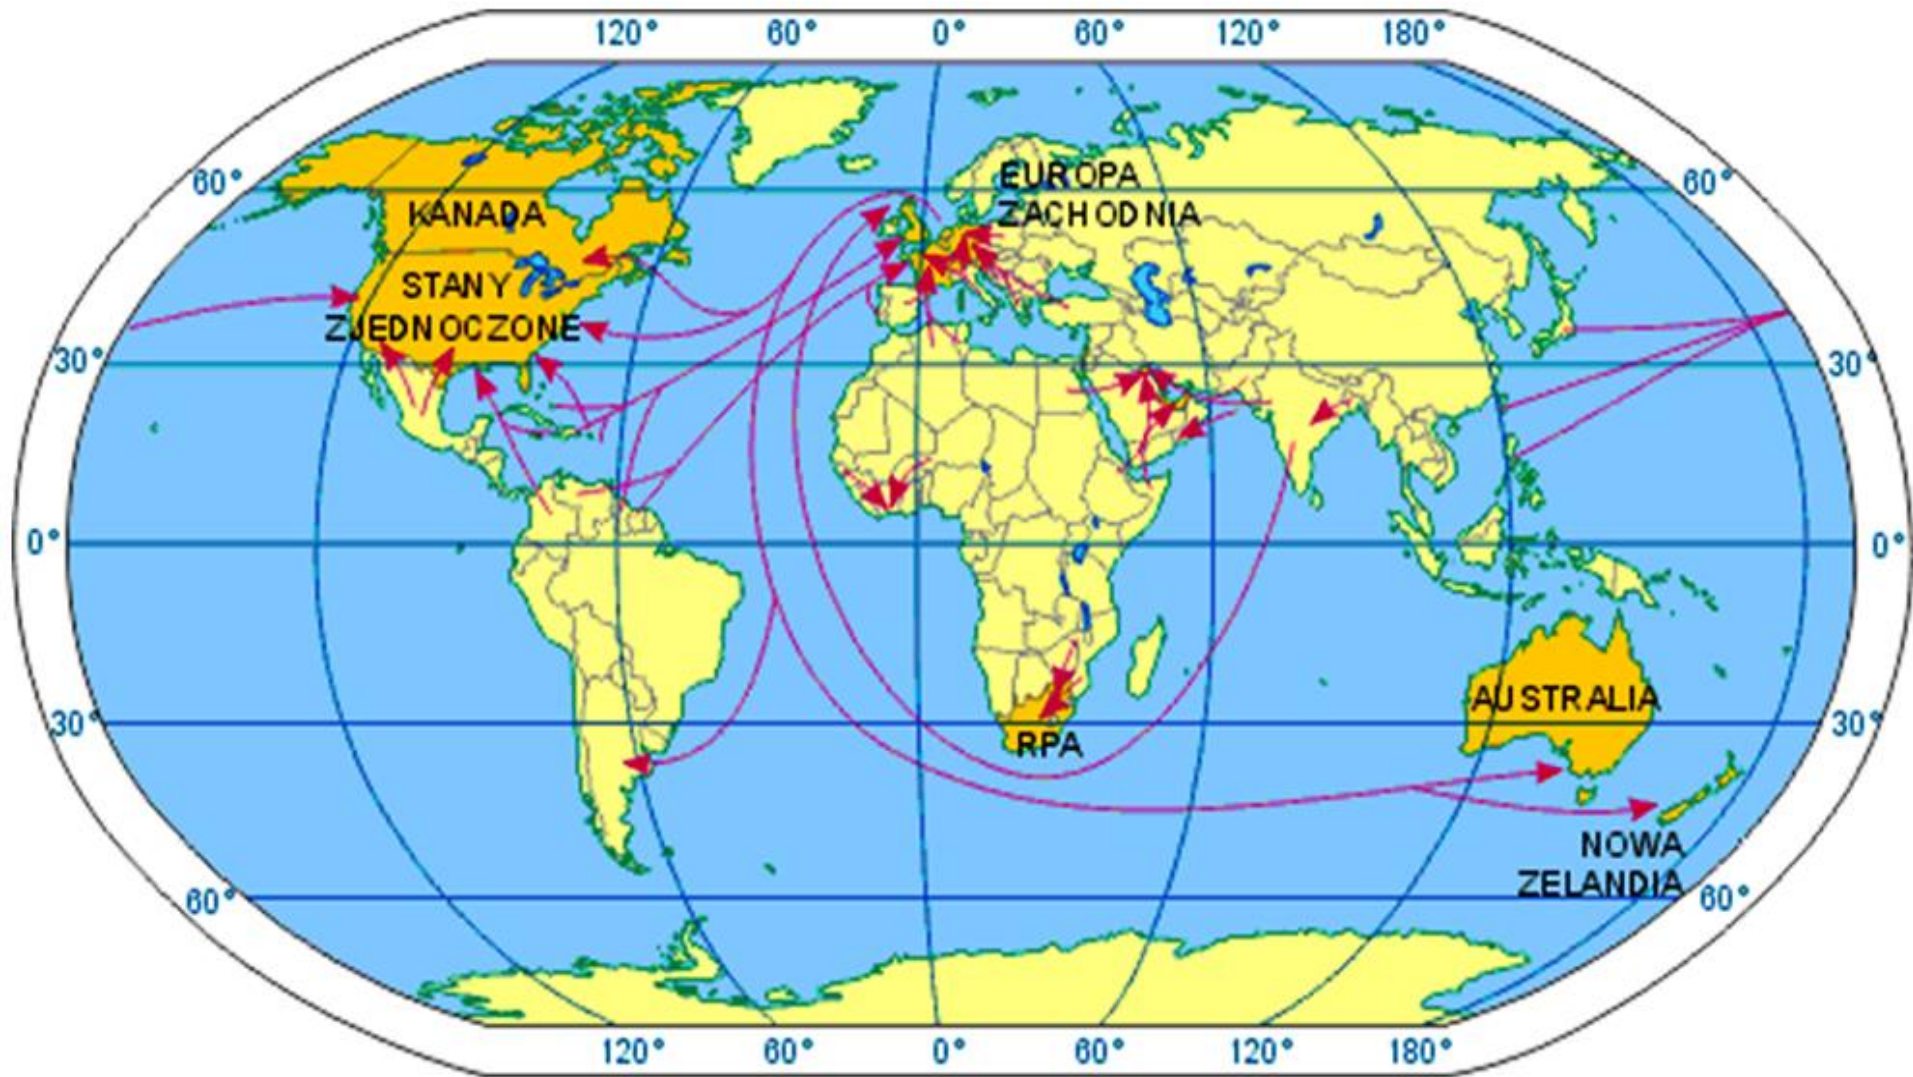 120° 60° 0° 60° 120° 180°
EUROPA
ZACHODNIA
60° 60°
KANADA
STANY
ZJEDNOCZONE
30° 30°
0° 0°
AUSTRALIA
30° 30°
RPA
NOWA
ZELANDIA
60° 60°
120° 60° 0° 60° 120° 180°